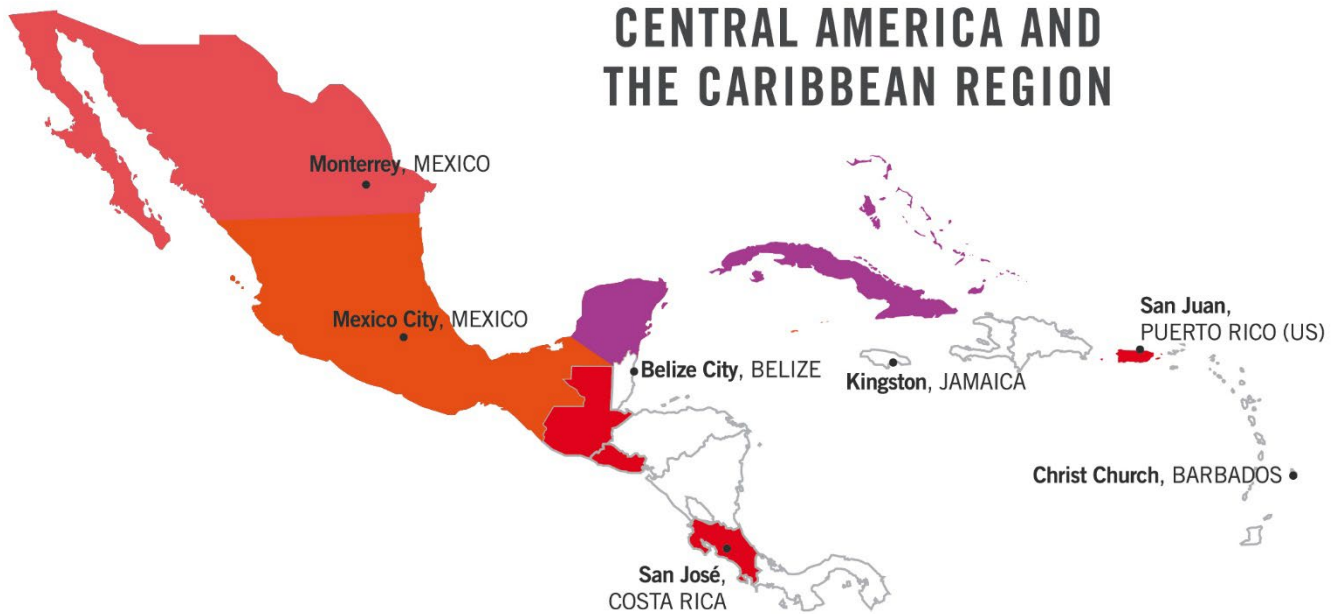 CENTRAL AMERICA AND
THE CARIBBEAN REGION
Monterrey, MEXICO
Mexico City, MEXICO
Belize City, BELIZE
Kingston, JAMAICA
San Juan,
PUERTO RICO (US)
Christ Church, BARBADOS
San José,
COSTA RICA